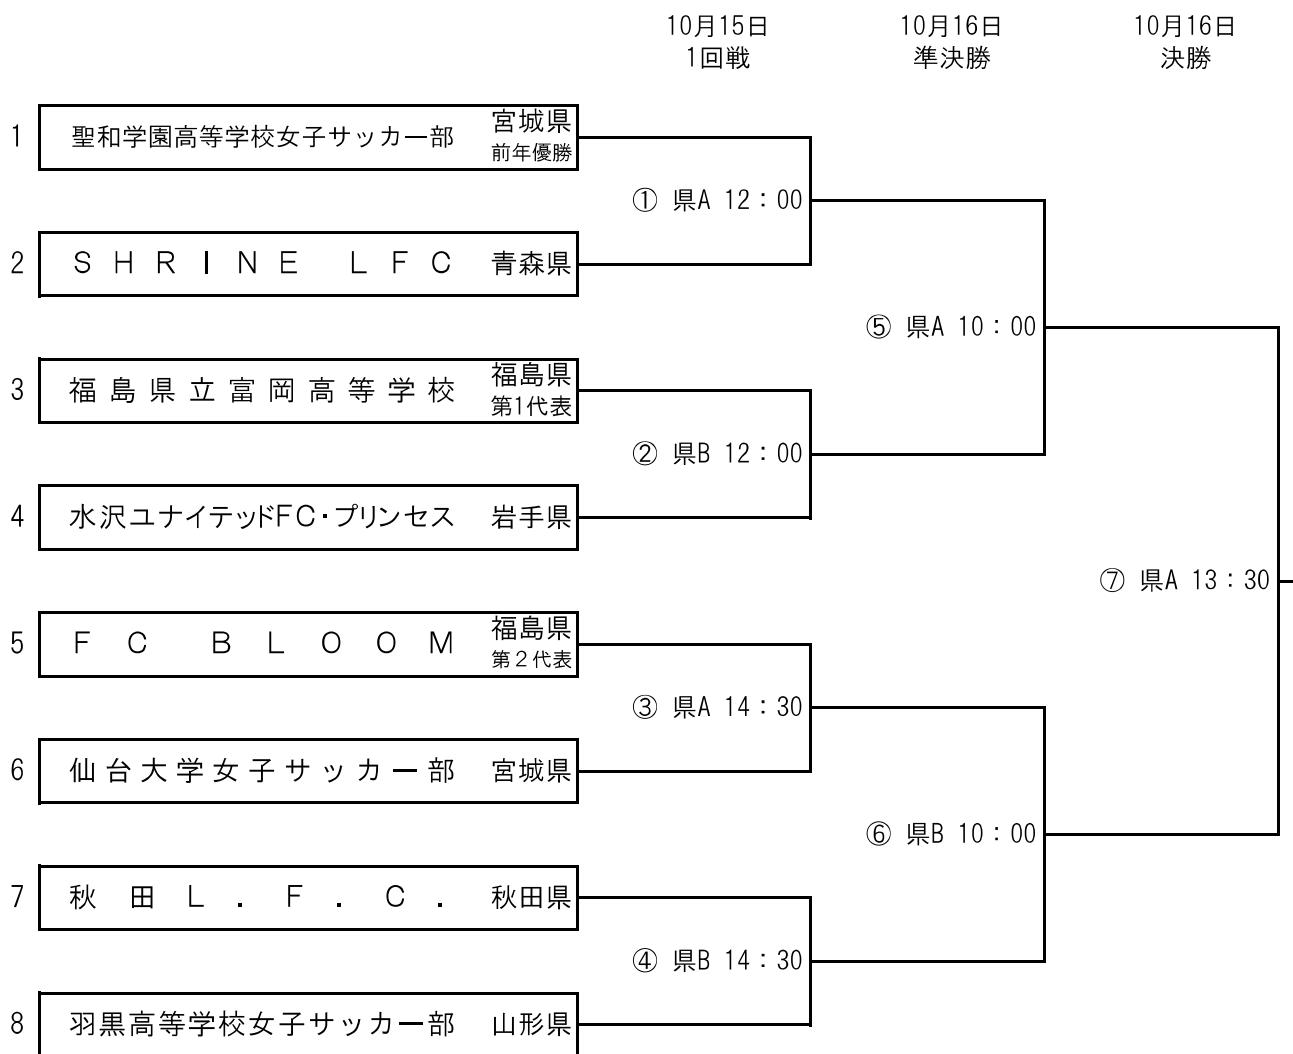 10月15日
1回戦
10月16日
準決勝
10月16日
決勝
1 聖和学園高等学校女子サッカー部 宮城県
前年優勝
① 県A 12：00
2 ＳＨＲＩＮＥ ＬＦＣ 青森県
⑤ 県A 10：00
3 福島県立富岡高等学校 福島県
第1代表
② 県B 12：00
4 水沢ユナイテッドFC・プリンセス 岩手県
⑦ 県A 13：30
5 ＦＣ ＢＬＯＯＭ 福島県
第２代表
③ 県A 14：30
6 仙台大学女子サッカー部 宮城県
⑥ 県B 10：00
7 秋田Ｌ．Ｆ．Ｃ． 秋田県
④ 県B 14：30
8 羽黒高等学校女子サッカー部 山形県